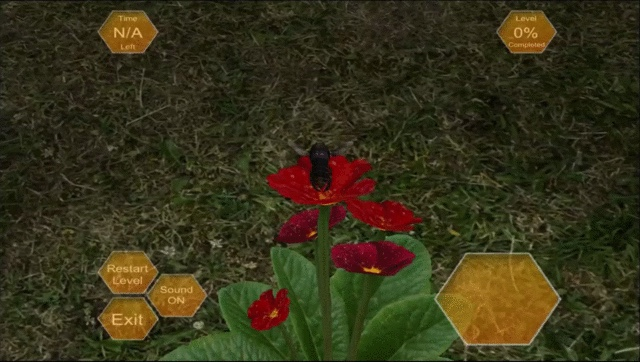 Time
N/A
Left
Level
0%
Completed
Restart
Level
Sound
ON
Exit